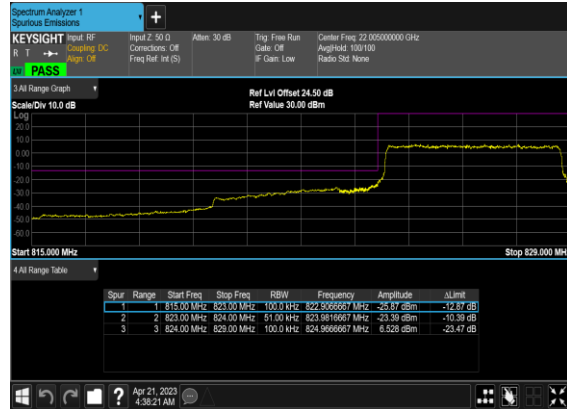 Spectrum Analyzer 1
Spurious Emissions
KEYSIGHT Input: RF Input Z: 50 Ω Atten: 30 dB Trig: Free Run Center Freq: 22.005000000 GHz
R T Coupling: DC Corrections: Off Gate: Off Avg|Hold: 100/100
Align: Off Freq Ref: Int (S) IF Gain: Low Radio Std: None
PASS
3 All Range Graph
Ref Lvl Offset 24.50 dB
Scale/Div 10.0 dB Ref Value 30.00 dBm
Log
20.0
10.0
0.00
-10.0
-20.0
-30.0
-40.0
-50.0
-60.0
Start 815.000 MHz Stop 829.000 MH
4 All Range Table
Spur Range Start Freq Stop Freq RBW Frequency Amplitude ΔLimit
1 1 815.00 MHz 823.00 MHz 100.0 kHz 822.9066667 MHz -25.87 dBm -12.87 dB
2 2 823.00 MHz 824.00 MHz 51.00 kHz 823.9816667 MHz -23.39 dBm -10.39 dB
3 3 824.00 MHz 829.00 MHz 100.0 kHz 824.9666667 MHz 6.528 dBm -23.47 dB
? Apr 21, 2023
4:38:21 AM